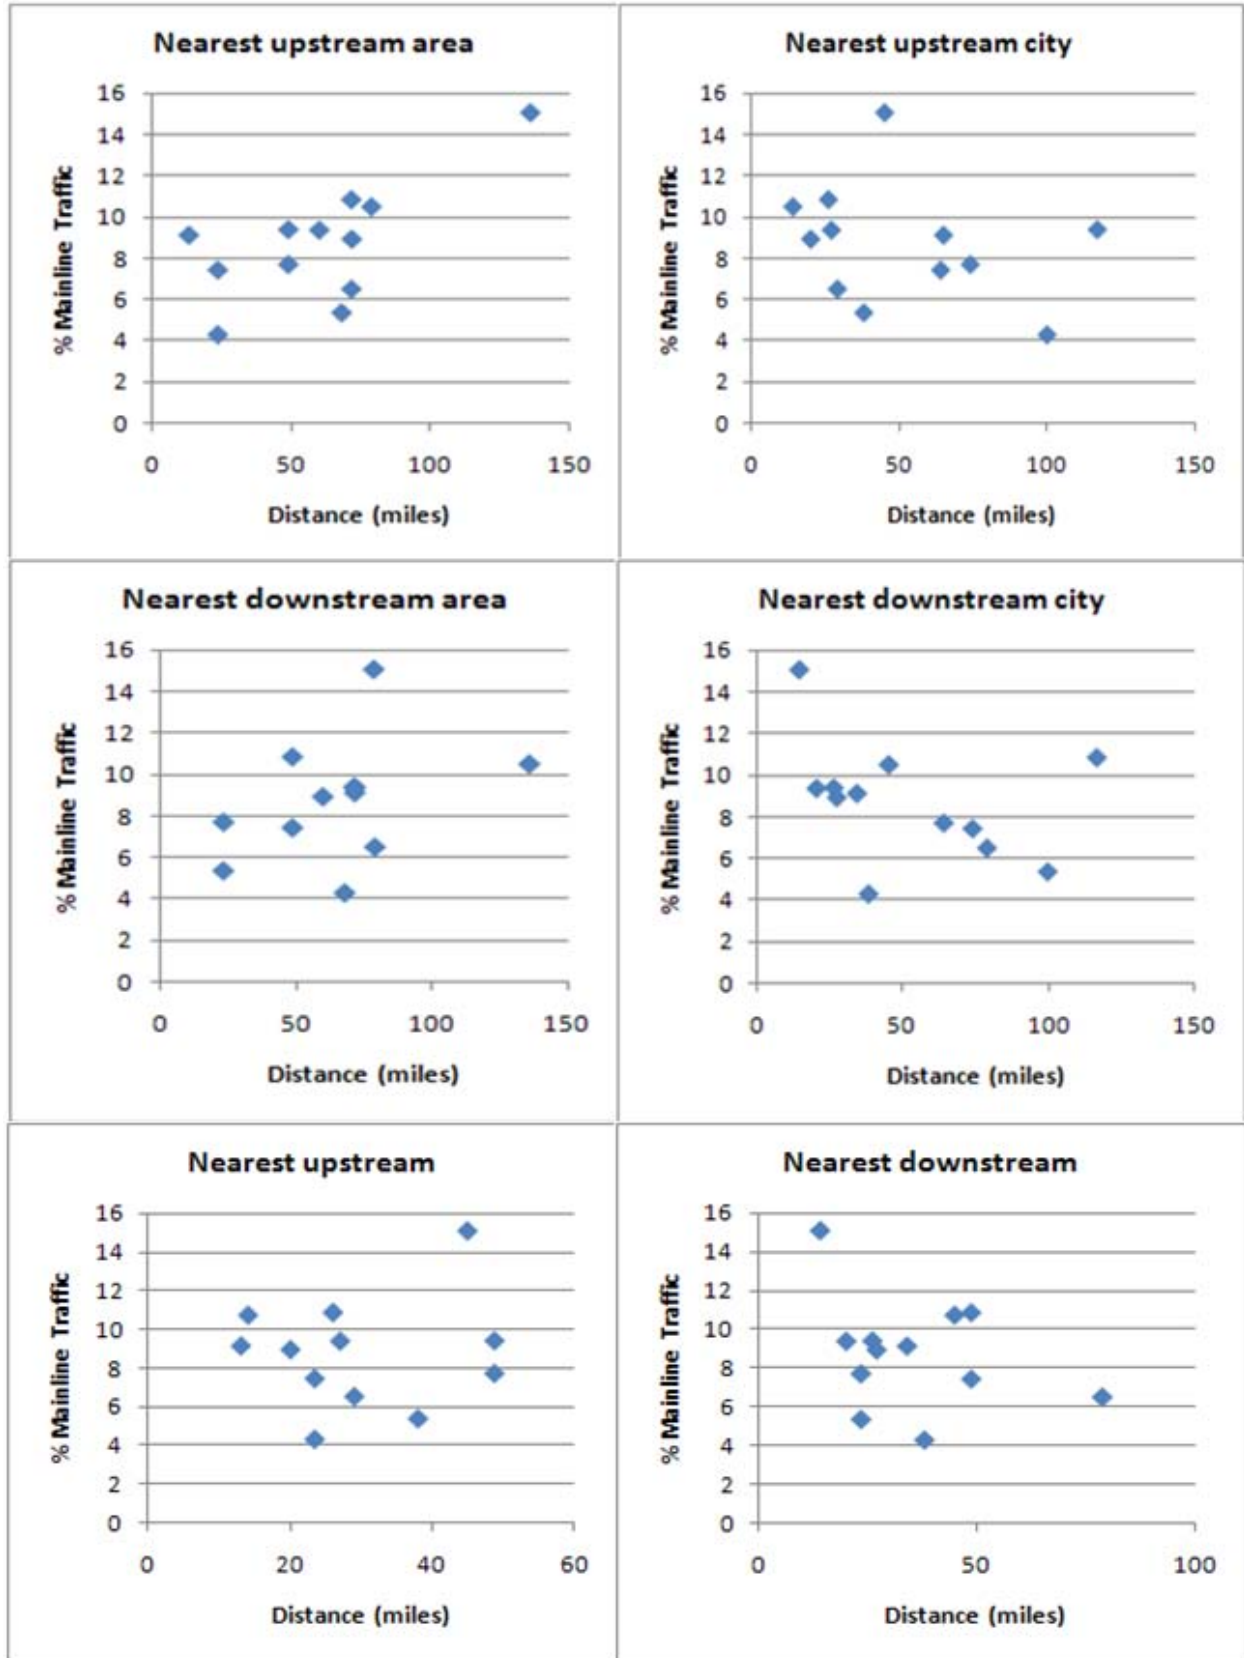 Nearest upstream area
% Mainline Traffic
16
14
12
10
8
6
4
2
0
0 50 100 150
Distance (miles)
Nearest upstream city
% Mainline Traffic
16
14
12
10
8
6
4
2
0
0 50 100 150
Distance (miles)
Nearest downstream area
% Mainline Traffic
16
14
12
10
8
6
4
2
0
0 50 100 150
Distance (miles)
Nearest downstream city
% Mainline Traffic
16
14
12
10
8
6
4
2
0
0 50 100 150
Distance (miles)
Nearest upstream
% Mainline Traffic
16
14
12
10
8
6
4
2
0
0 20 40 60
Distance (miles)
Nearest downstream
% Mainline Traffic
16
14
12
10
8
6
4
2
0
0 50 100
Distance (miles)